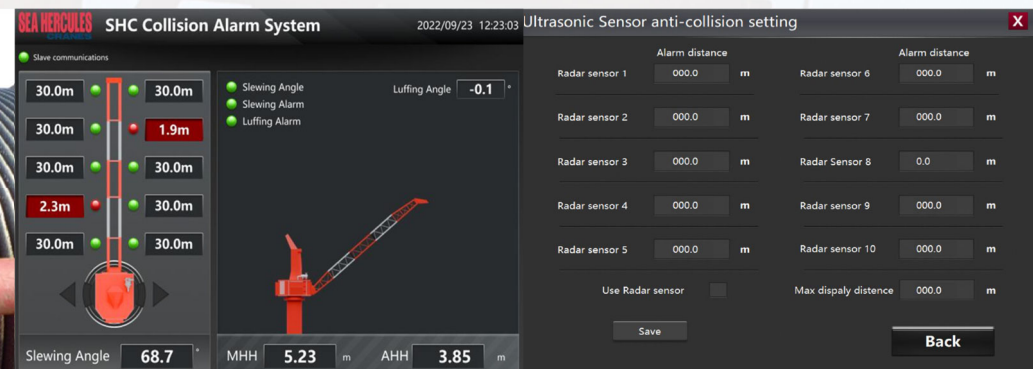 SEA HERCULES
CRANES
SHC Collision Alarm System
2022/09/23 12:23:03
Slave communications
30.0m 30.0m
30.0m 1.9m
30.0m 30.0m
2.3m 30.0m
30.0m 30.0m
Slewing Angle 68.7 °
Slewing Angle
Slewing Alarm
Luffing Alarm
Luffing Angle -0.1 °
MHH 5.23 m AHH 3.85 m
Ultrasonic Sensor anti-collision setting X
Alarm distance Alarm distance
Radar sensor 1 000.0 m Radar sensor 6 000.0 m
Radar sensor 2 000.0 m Radar sensor 7 000.0 m
Radar sensor 3 000.0 m Radar Sensor 8 0.0 m
Radar sensor 4 000.0 m Radar sensor 9 000.0 m
Radar sensor 5 000.0 m Radar sensor 10 000.0 m
Use Radar sensor Max dispaly distence 000.0 m
Save
Back